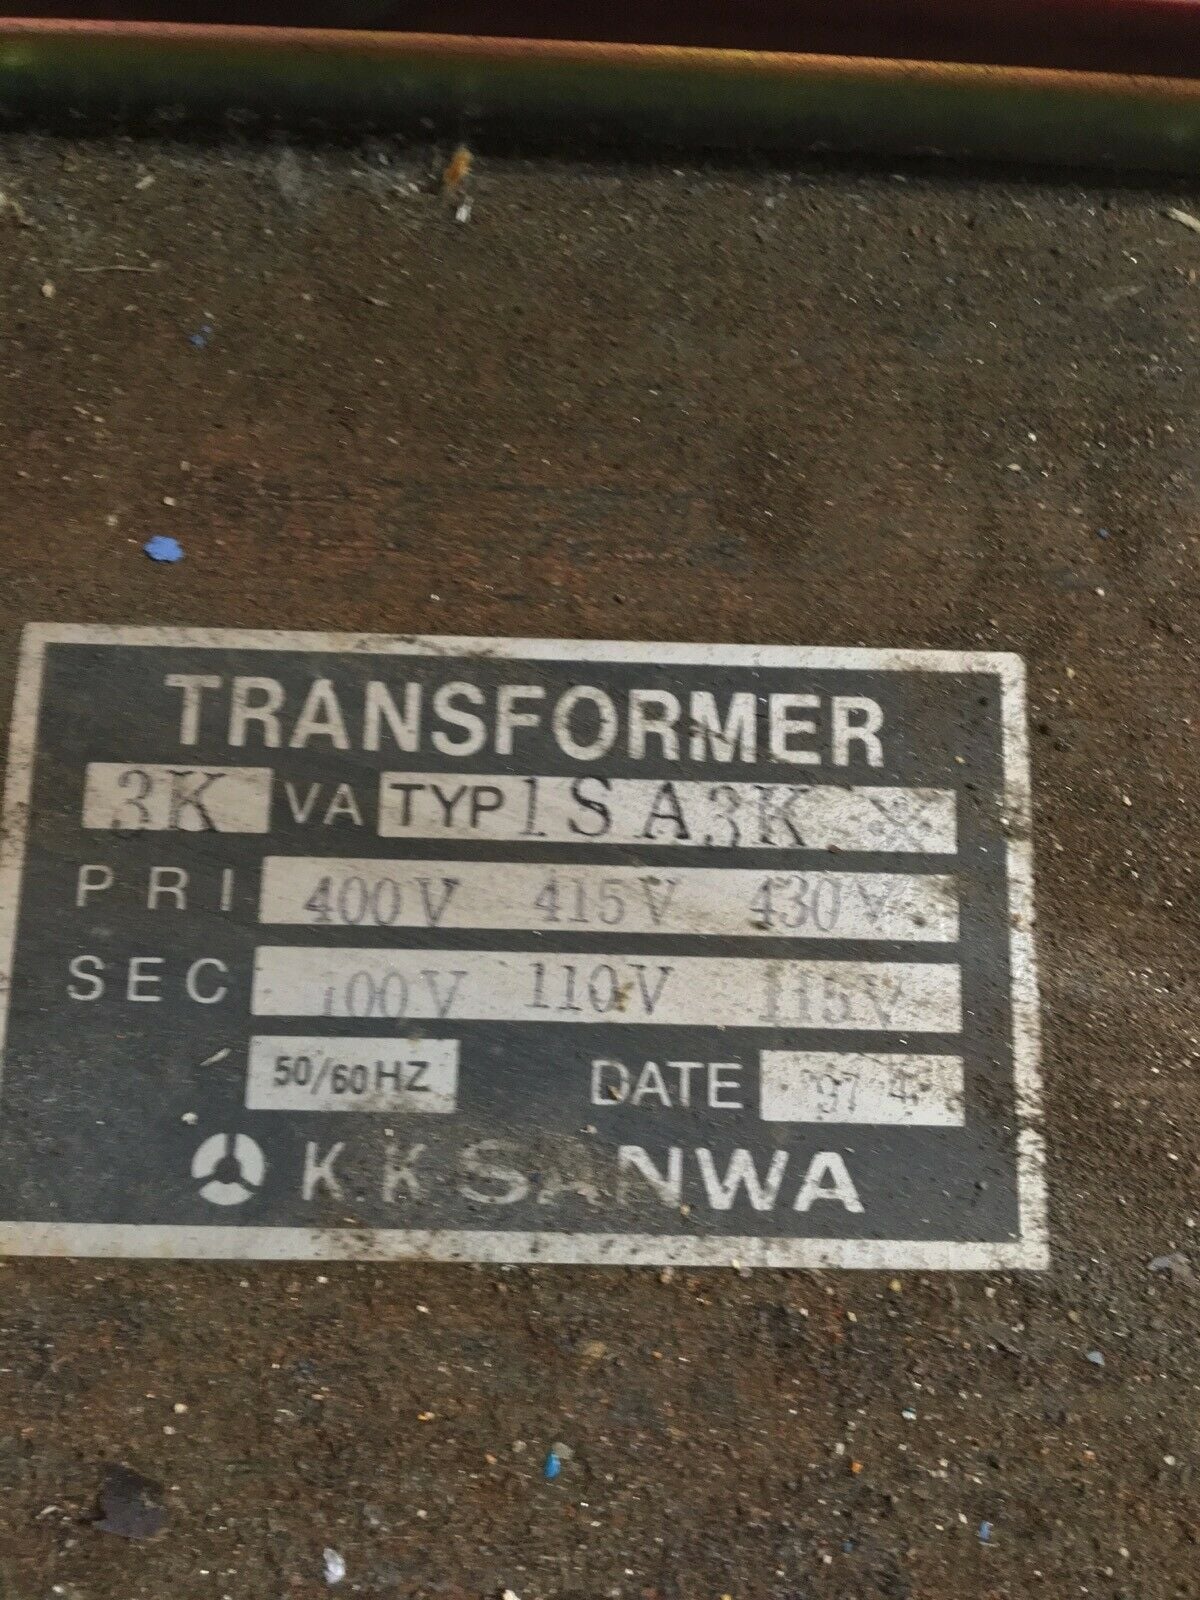 TRANSFORMER
3K VA TYP 1SA3K ※
PRI 400V 415V 430V
SEC 100V 110V 115V
50/60HZ DATE '97 4
K.K SANWA